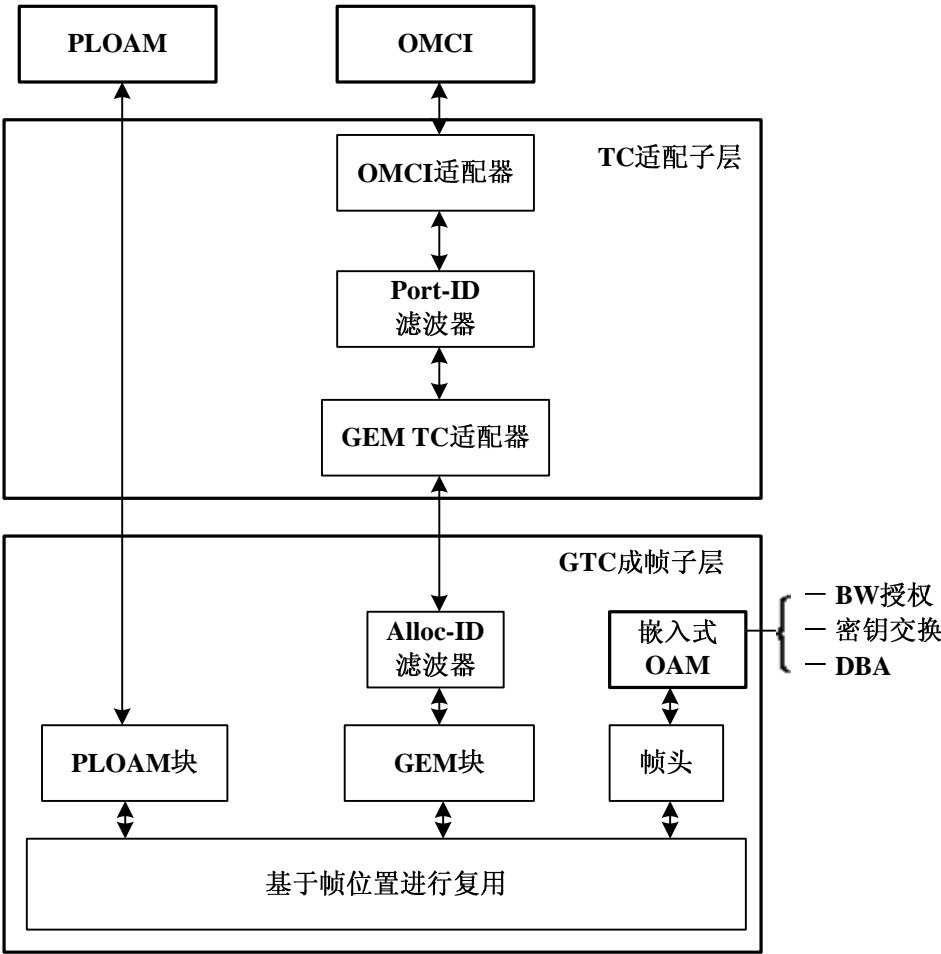 PLOAM
OMCI
TC适配子层
OMCI适配器
Port-ID
滤波器
GEM TC适配器
GTC成帧子层
Alloc-ID
滤波器
嵌入式
OAM
－ BW授权
－ 密钥交换
－ DBA
PLOAM块
GEM块
帧头
基于帧位置进行复用